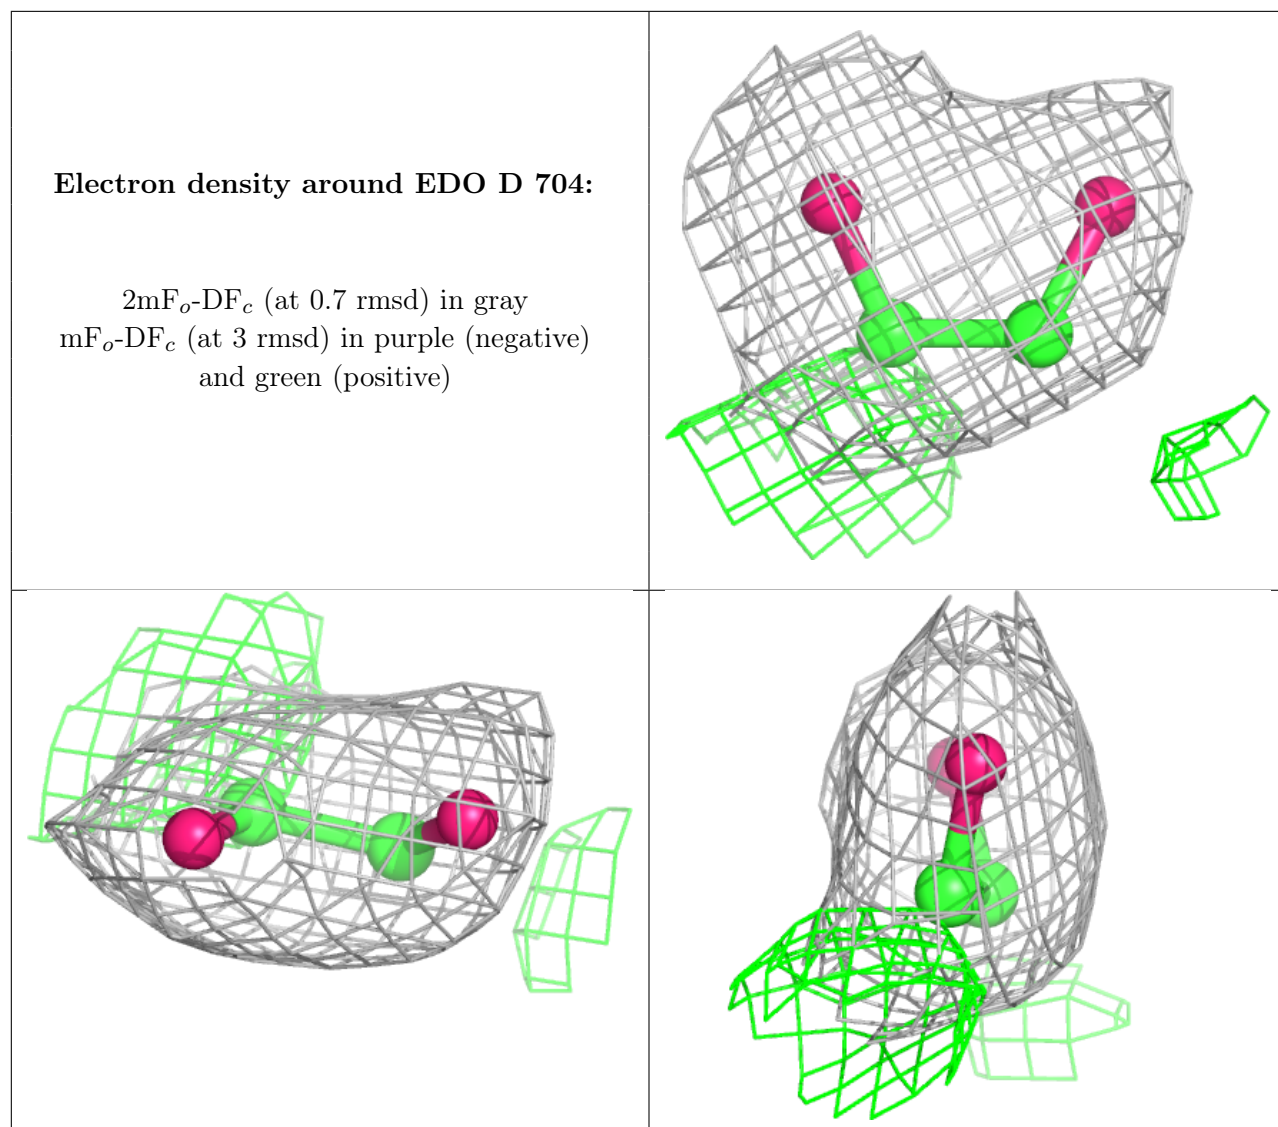 Electron density around EDO D 704:
2mFo-DFc (at 0.7 rmsd) in gray
mFo-DFc (at 3 rmsd) in purple (negative)
and green (positive)